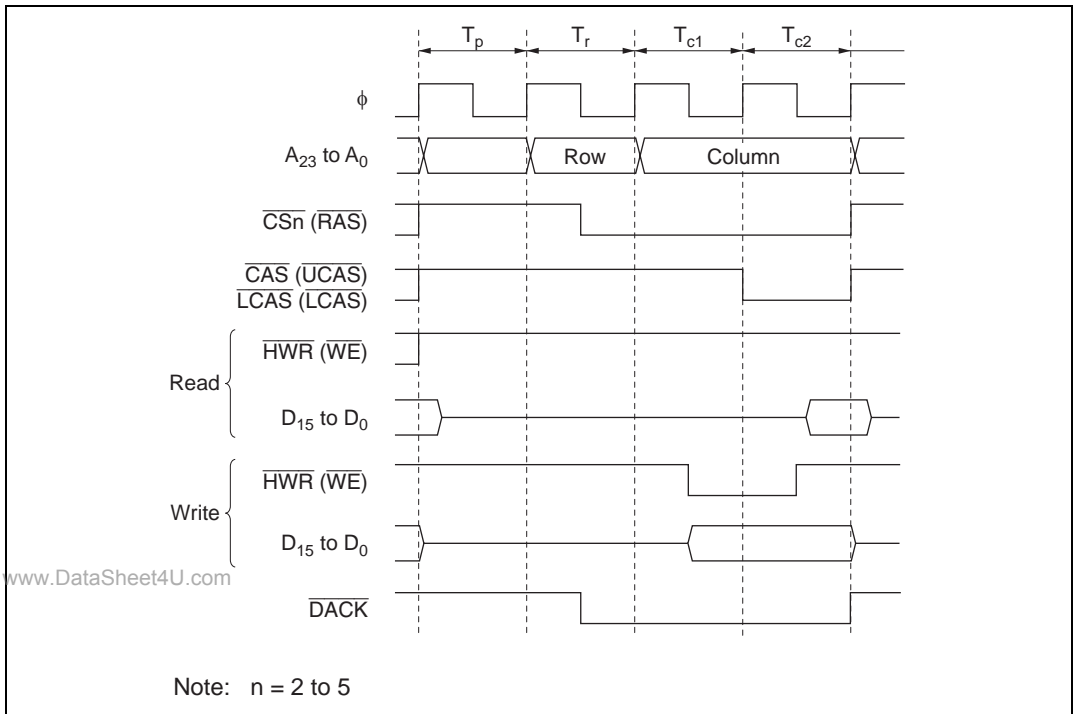 Tp Tr Tc1 Tc2
φ
A23 to A0 Row Column
CSn (RAS)
CAS (UCAS)
LCAS (LCAS)
HWR (WE)
Read
D15 to D0
HWR (WE)
Write
D15 to D0
www.DataSheet4U.com
DACK
Note: n = 2 to 5